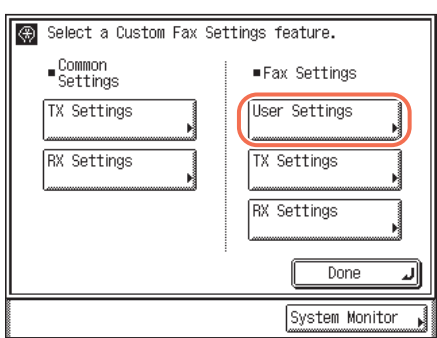 Select a Custom Fax Settings feature.
■Common
Settings
TX Settings
RX Settings
■Fax Settings
User Settings
TX Settings
RX Settings
Done
System Monitor